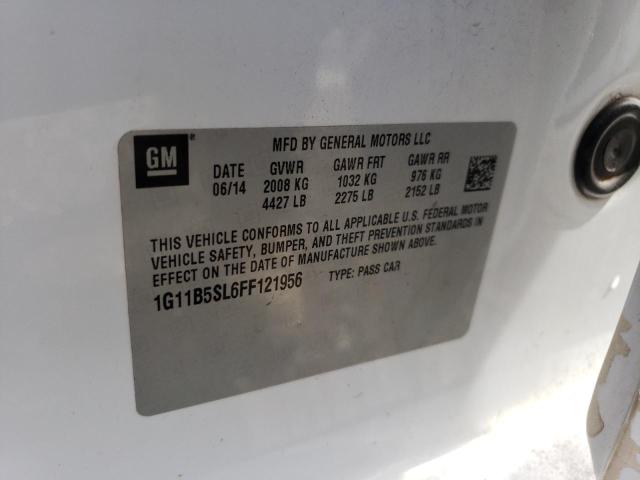 GM
MFD BY GENERAL MOTORS LLC
DATE GVWR GAWR FRT GAWR RR
06/14 2008 KG 1032 KG 976 KG
4427 LB 2275 LB 2152 LB
THIS VEHICLE CONFORMS TO ALL APPLICABLE U.S. FEDERAL MOTOR
VEHICLE SAFETY, BUMPER, AND THEFT PREVENTION STANDARDS IN
EFFECT ON THE DATE OF MANUFACTURE SHOWN ABOVE.
1G11B5SL6FF121956 TYPE: PASS CAR